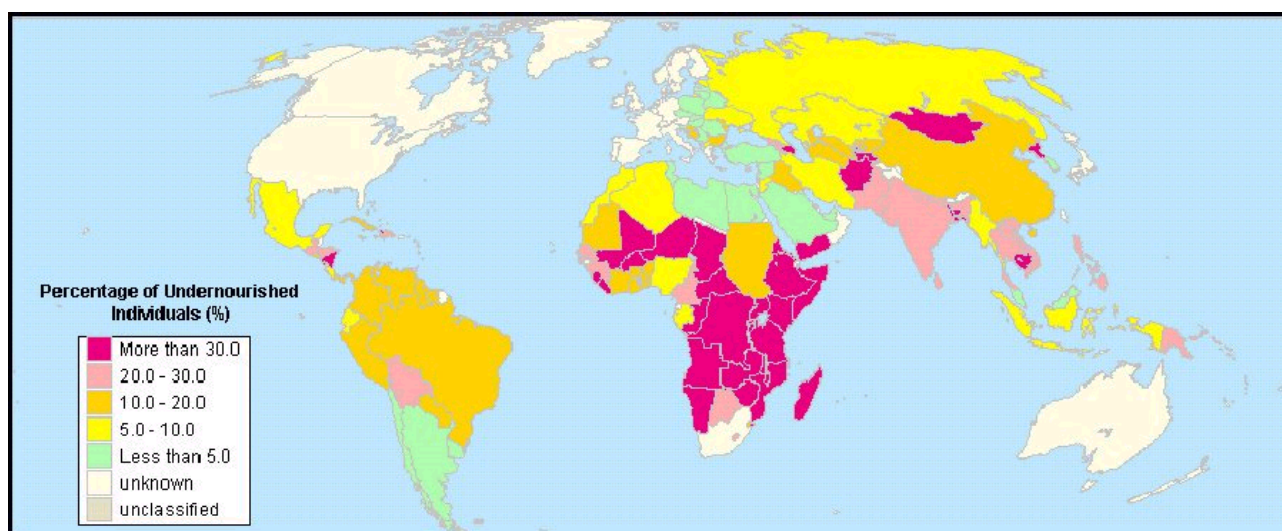 Percentage of Undernourished
Individuals (%)
More than 30.0
20.0 - 30.0
10.0 - 20.0
5.0 - 10.0
Less than 5.0
unknown
unclassified